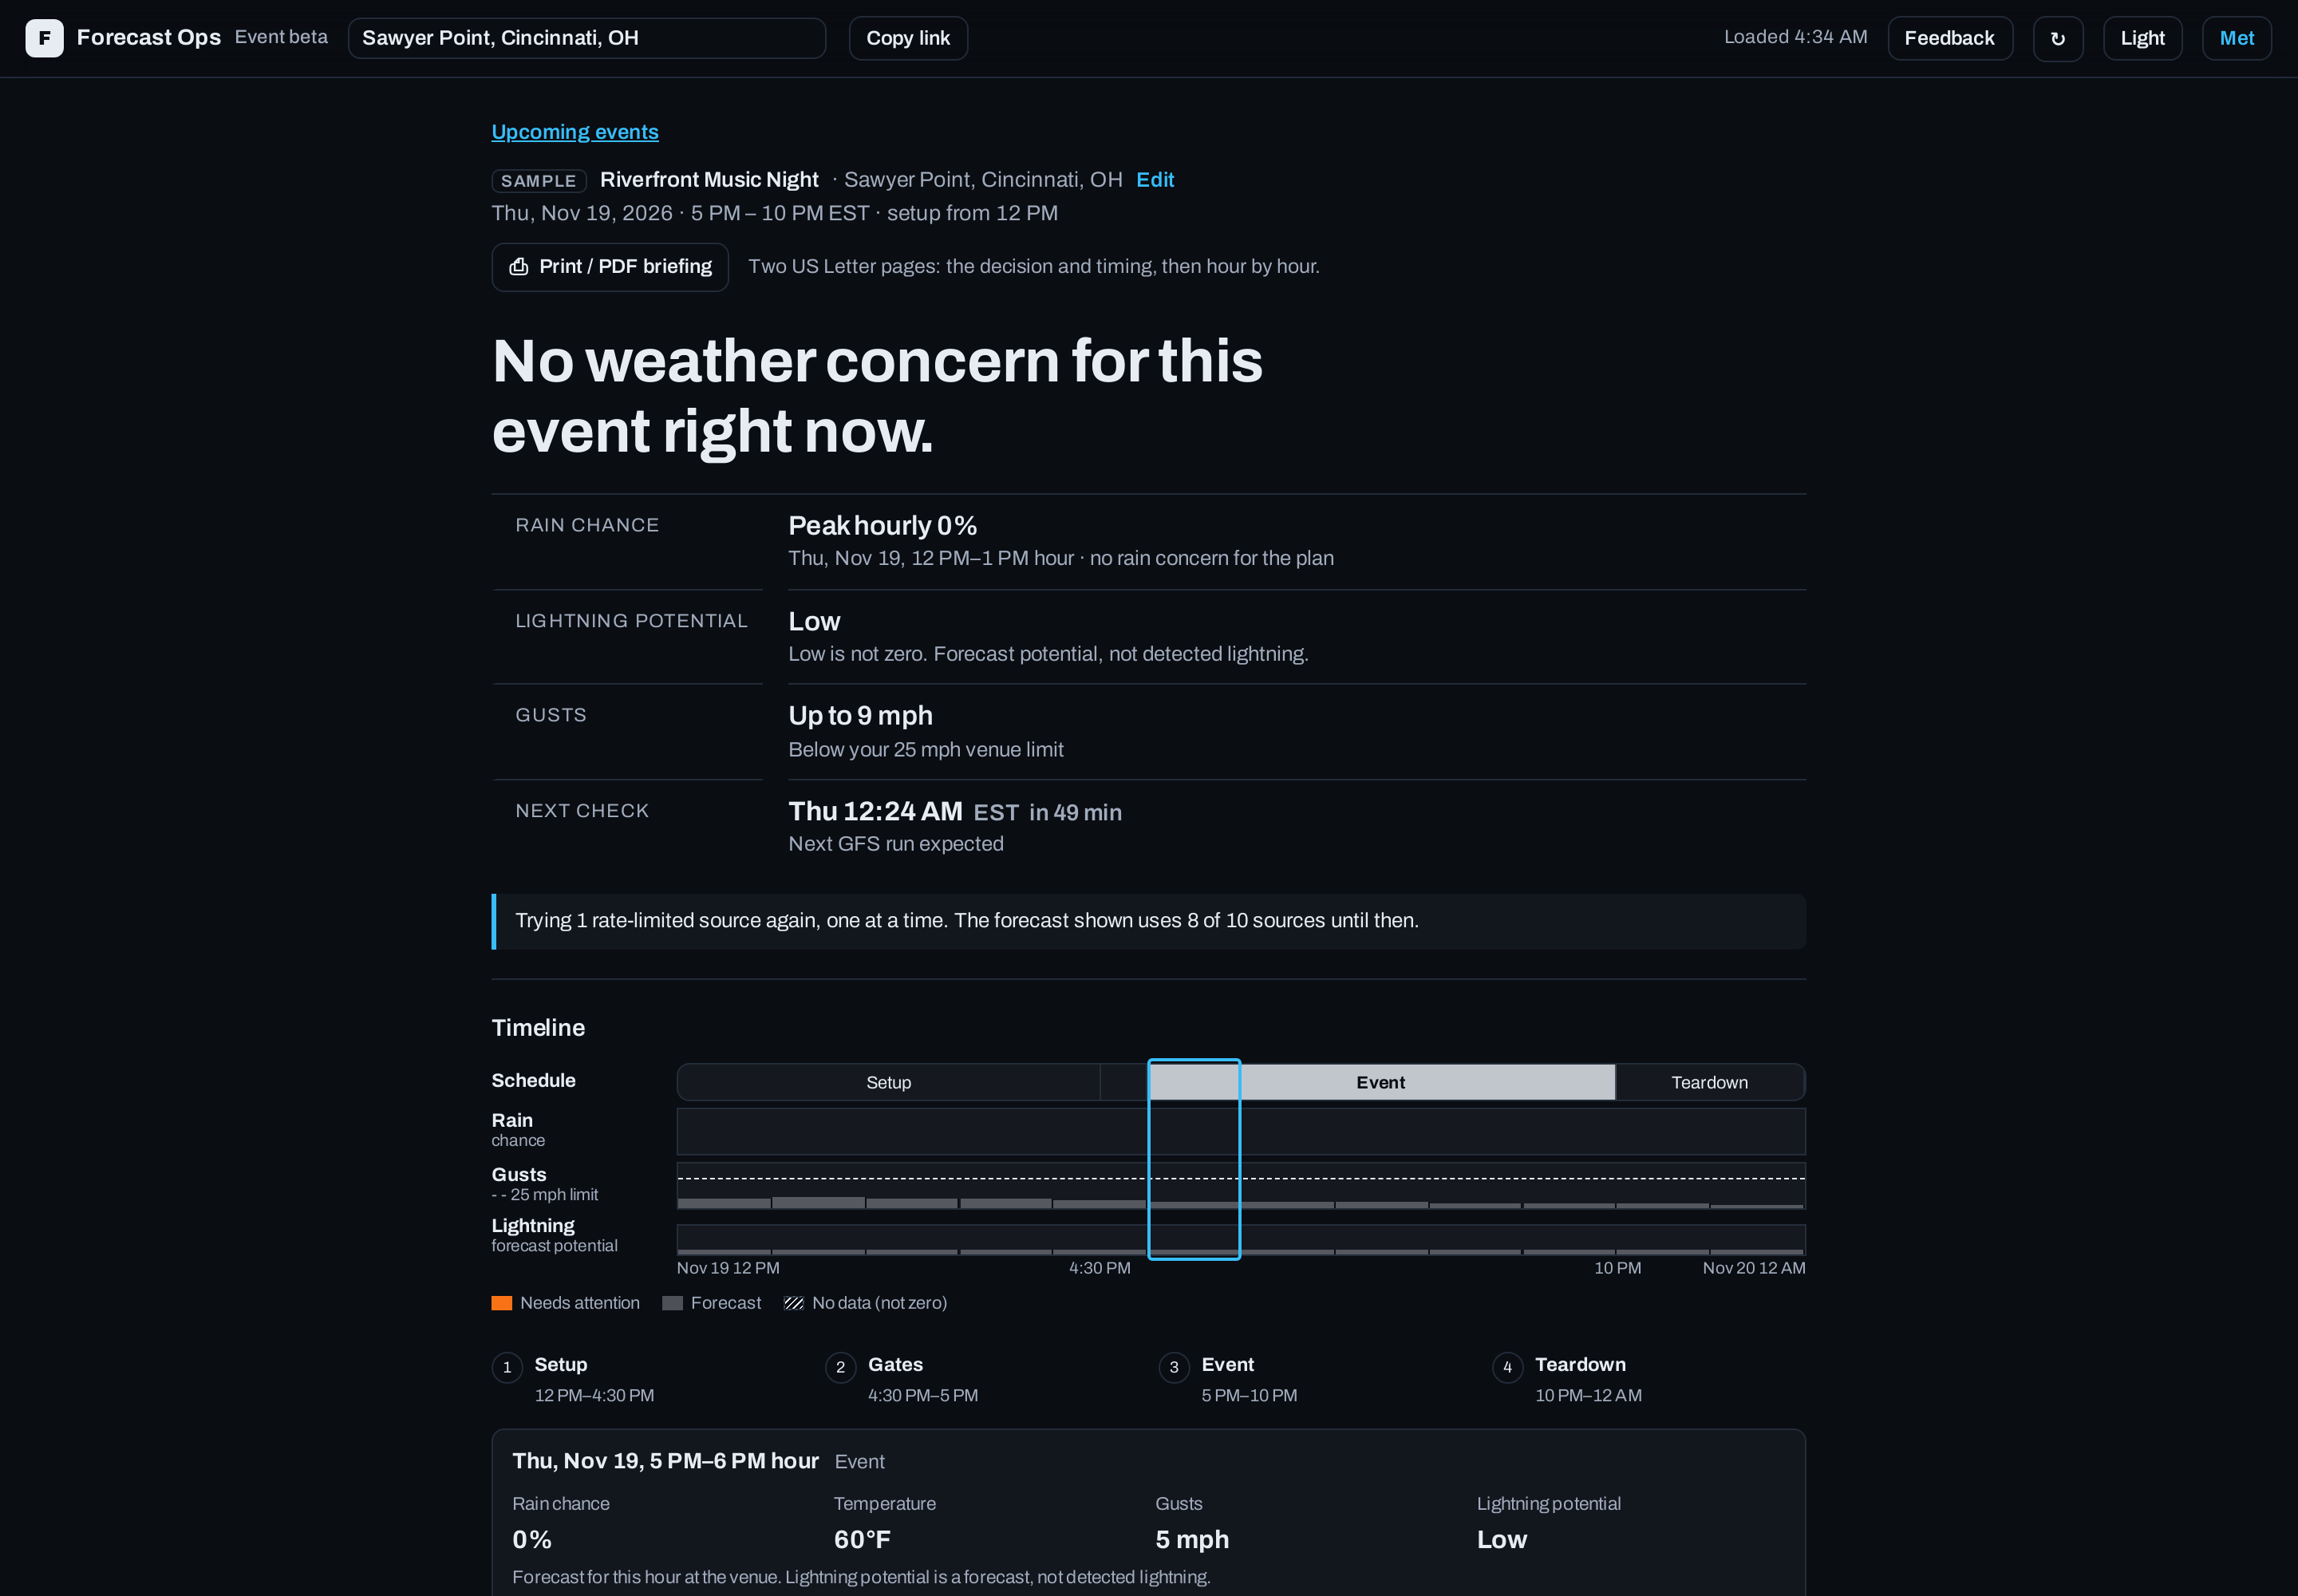 F Forecast Ops Event beta Sawyer Point, Cincinnati, OH Copy link Loaded 4:34 AM Feedback ↻ Light Met
Upcoming events
SAMPLE Riverfront Music Night · Sawyer Point, Cincinnati, OH Edit
Thu, Nov 19, 2026 · 5 PM – 10 PM EST · setup from 12 PM
Print / PDF briefing Two US Letter pages: the decision and timing, then hour by hour.
No weather concern for this
event right now.
RAIN CHANCE Peak hourly 0%
Thu, Nov 19, 12 PM–1 PM hour · no rain concern for the plan
LIGHTNING POTENTIAL Low
Low is not zero. Forecast potential, not detected lightning.
GUSTS Up to 9 mph
Below your 25 mph venue limit
NEXT CHECK Thu 12:24 AM EST in 49 min
Next GFS run expected
Trying 1 rate-limited source again, one at a time. The forecast shown uses 8 of 10 sources until then.
Timeline
Schedule Setup Event Teardown
Rain
chance
Gusts
- - 25 mph limit
Lightning
forecast potential
Nov 19 12 PM 4:30 PM 10 PM Nov 20 12 AM
Needs attention Forecast No data (not zero)
1 Setup 2 Gates 3 Event 4 Teardown
12 PM–4:30 PM 4:30 PM–5 PM 5 PM–10 PM 10 PM–12 AM
Thu, Nov 19, 5 PM–6 PM hour Event
Rain chance Temperature Gusts Lightning potential
0% 60°F 5 mph Low
Forecast for this hour at the venue. Lightning potential is a forecast, not detected lightning.